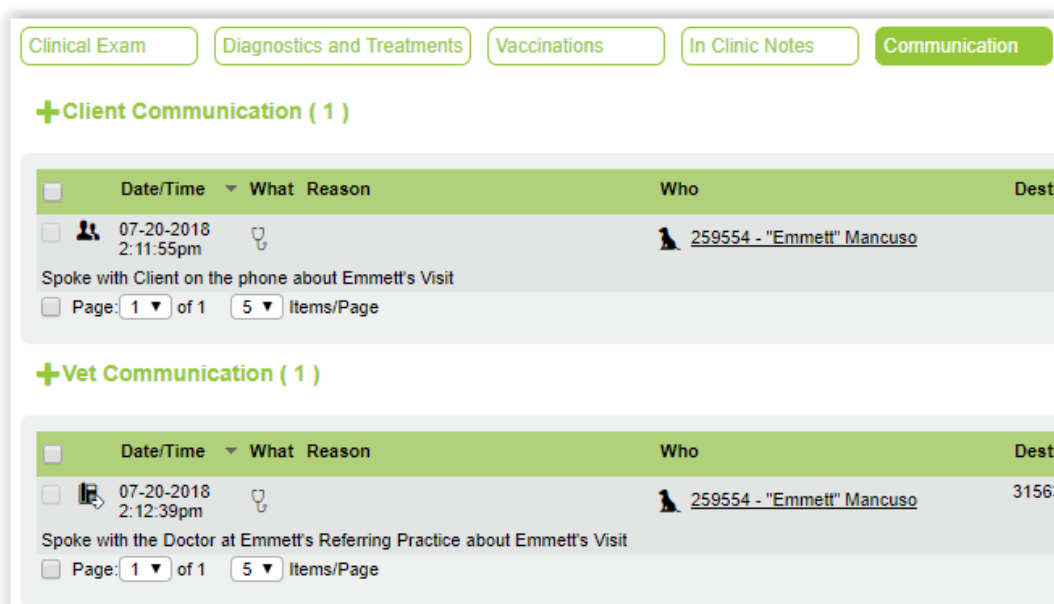 Clinical Exam Diagnostics and Treatments Vaccinations In Clinic Notes Communication
Client Communication ( 1 )
Date/Time What Reason Who Dest
07-20-2018
2:11:55pm
259554 - "Emmett" Mancuso
Spoke with Client on the phone about Emmett's Visit
Page: 1 of 1 5 Items/Page
Vet Communication ( 1 )
Date/Time What Reason Who Dest
07-20-2018
2:12:39pm
259554 - "Emmett" Mancuso 3156
Spoke with the Doctor at Emmett's Referring Practice about Emmett's Visit
Page: 1 of 1 5 Items/Page